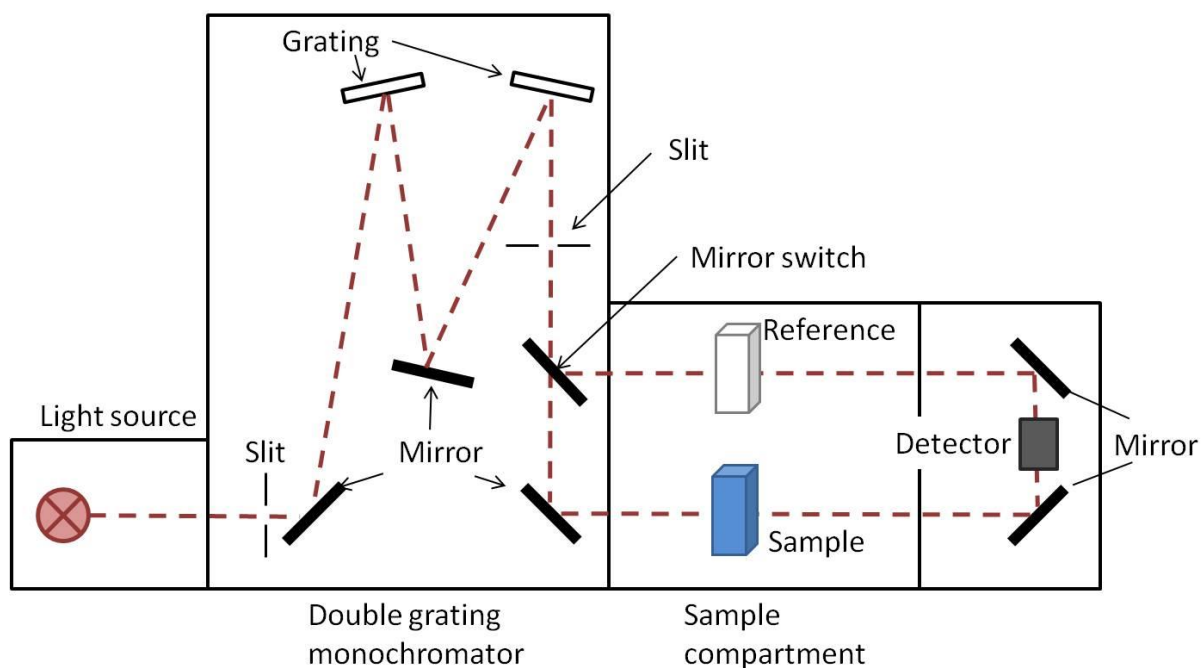 Grating
Slit
Mirror switch
Reference
Light source
Slit
Mirror
Detector
Mirror
Sample
Double grating
monochromator
Sample
compartment